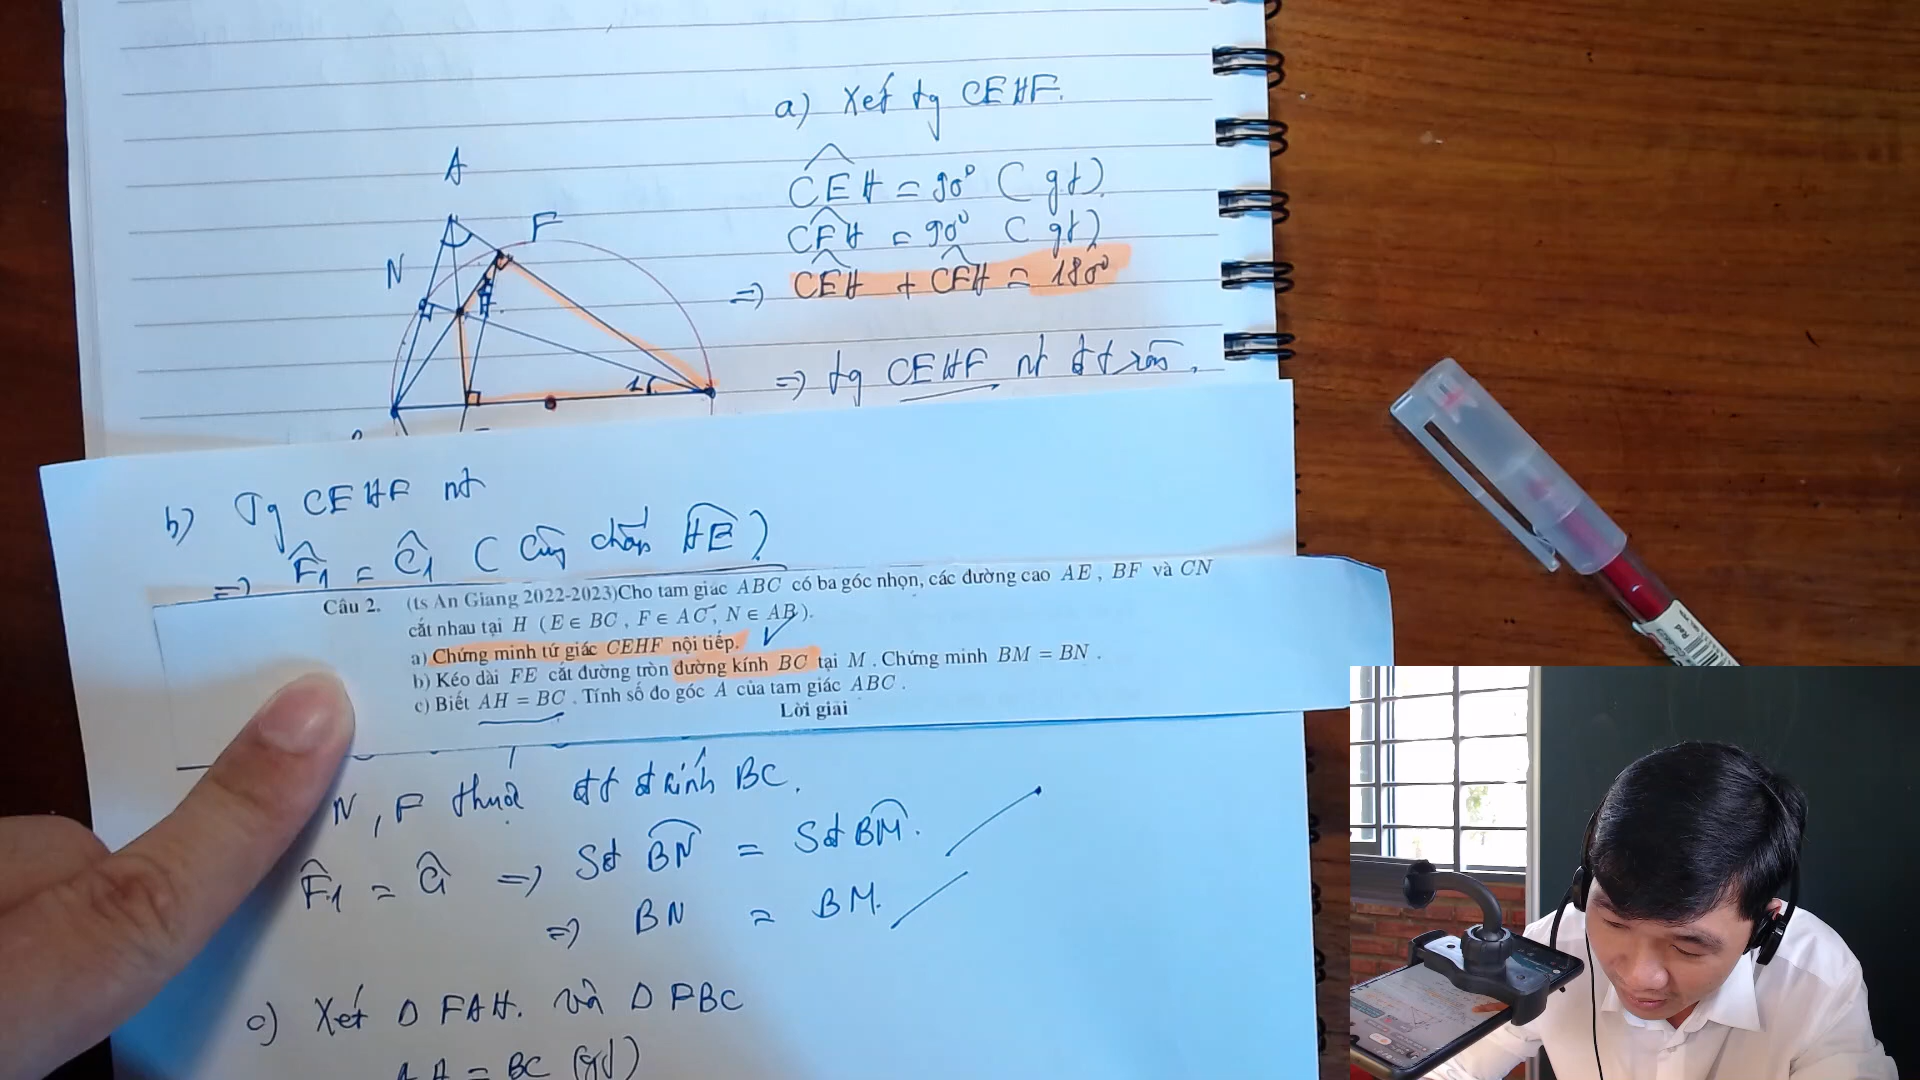 a) Xét tg CEHF.
CEH = 90° ( gt)
CFH = 90° ( gt)
=> CEH + CFH = 180°
=> tg CEHF nt đt tròn.
A
F
N
H
1
b) Tg CEHF nt
=> F1 = C1 ( Cùng chắn HE )
Câu 2. (ts An Giang 2022-2023)Cho tam giác ABC có ba góc nhọn, các đường cao AE , BF và CN
cắt nhau tại H (E ∈ BC , F ∈ AC , N ∈ AB ).
a) Chứng minh tứ giác CEHF nội tiếp.
b) Kéo dài FE cắt đường tròn đường kính BC tại M . Chứng minh BM = BN .
c) Biết AH = BC . Tính số đo góc A của tam giác ABC .
Lời giải
N, F thuộc đt đkính BC.
F1 = C1 => Sđ BN = Sđ BM.
=> BN = BM.
c) Xét Δ FAH. và Δ FBC
AH = BC (gt)
Red